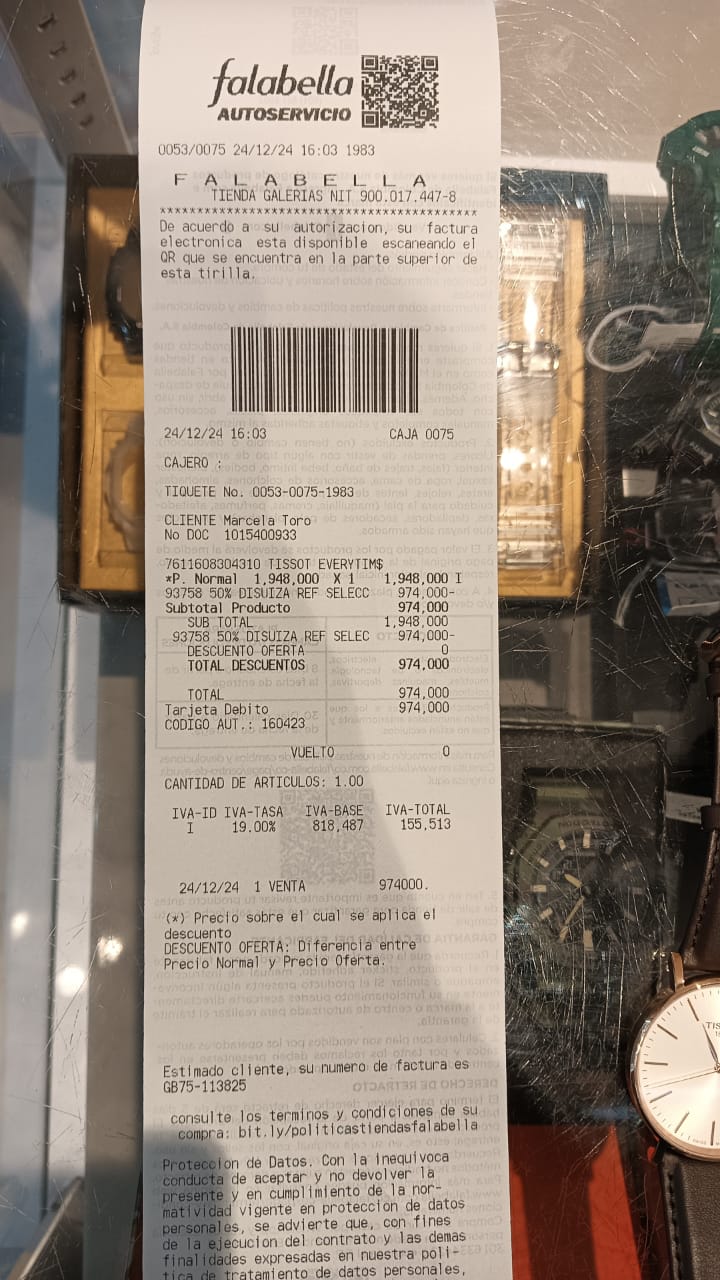 falabella
AUTOSERVICIO
0053/0075 24/12/24 16:03 1983
F A L A B E L L A
TIENDA GALERIAS NIT 900.017.447-8
************************************************
De acuerdo a su autorizacion, su factura
electronica esta disponible escaneando el
QR que se encuentra en la parte superior de
esta tirilla.
24/12/24 16:03 CAJA 0075
CAJERO :
TIQUETE No. 0053-0075-1983
CLIENTE Marcela Toro
No DOC 1015400933
7611608304310 TISSOT EVERYTIM$
*P. Normal 1,948,000 X 1 1,948,000 I
93758 50% DISUIZA REF SELECC 974,000-
Subtotal Producto 974,000
SUB TOTAL 1,948,000
93758 50% DISUIZA REF SELEC 974,000-
DESCUENTO OFERTA 0
TOTAL DESCUENTOS 974,000
TOTAL 974,000
Tarjeta Debito 974,000
CODIGO AUT.: 160423
VUELTO 0
CANTIDAD DE ARTICULOS: 1.00
IVA-ID IVA-TASA IVA-BASE IVA-TOTAL
I 19.00% 818,487 155,513
24/12/24 1 VENTA 974000.
(*) Precio sobre el cual se aplica el
descuento
DESCUENTO OFERTA: Diferencia entre
Precio Normal y Precio Oferta.
Estimado cliente, su numero de factura es
GB75-113825
consulte los terminos y condiciones de su
compra: bit.ly/politicastiendasfalabella
Proteccion de Datos. Con la inequivoca
conducta de aceptar y no devolver la
presente y en cumplimiento de la nor-
matividad vigente en proteccion de datos
personales, se advierte que, con fines
de la ejecucion del contrato y las demas
finalidades expresadas en nuestra poli-
tica de tratamiento de datos personales,